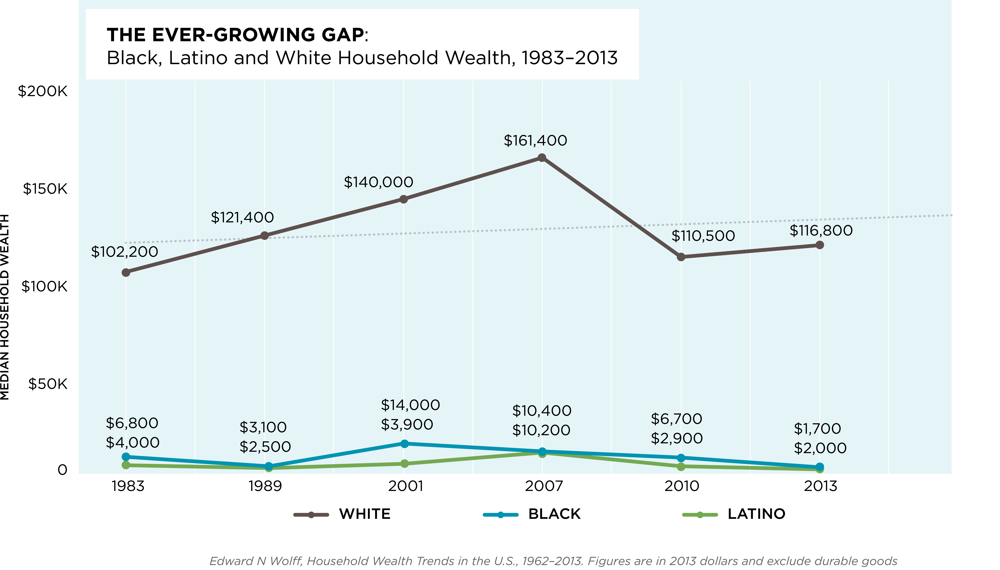 THE EVER-GROWING GAP:
Black, Latino and White Household Wealth, 1983–2013
MEDIAN HOUSEHOLD WEALTH
$200K
$150K
$100K
$50K
0
$102,200
$121,400
$140,000
$161,400
$110,500
$116,800
$6,800
$4,000
$3,100
$2,500
$14,000
$3,900
$10,400
$10,200
$6,700
$2,900
$1,700
$2,000
1983
1989
2001
2007
2010
2013
WHITE
BLACK
LATINO
Edward N Wolff, Household Wealth Trends in the U.S., 1962–2013. Figures are in 2013 dollars and exclude durable goods